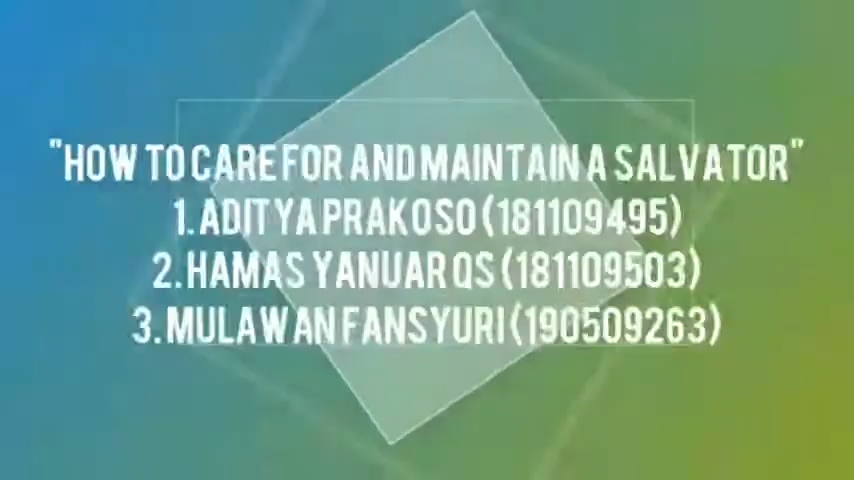 "HOW TO CARE FOR AND MAINTAIN A SALVATOR"
1. ADITYA PRAKOSO (181109495)
2. HAMAS YANUAR QS (181109503)
3. MULAWAN FANSYURI (190509263)